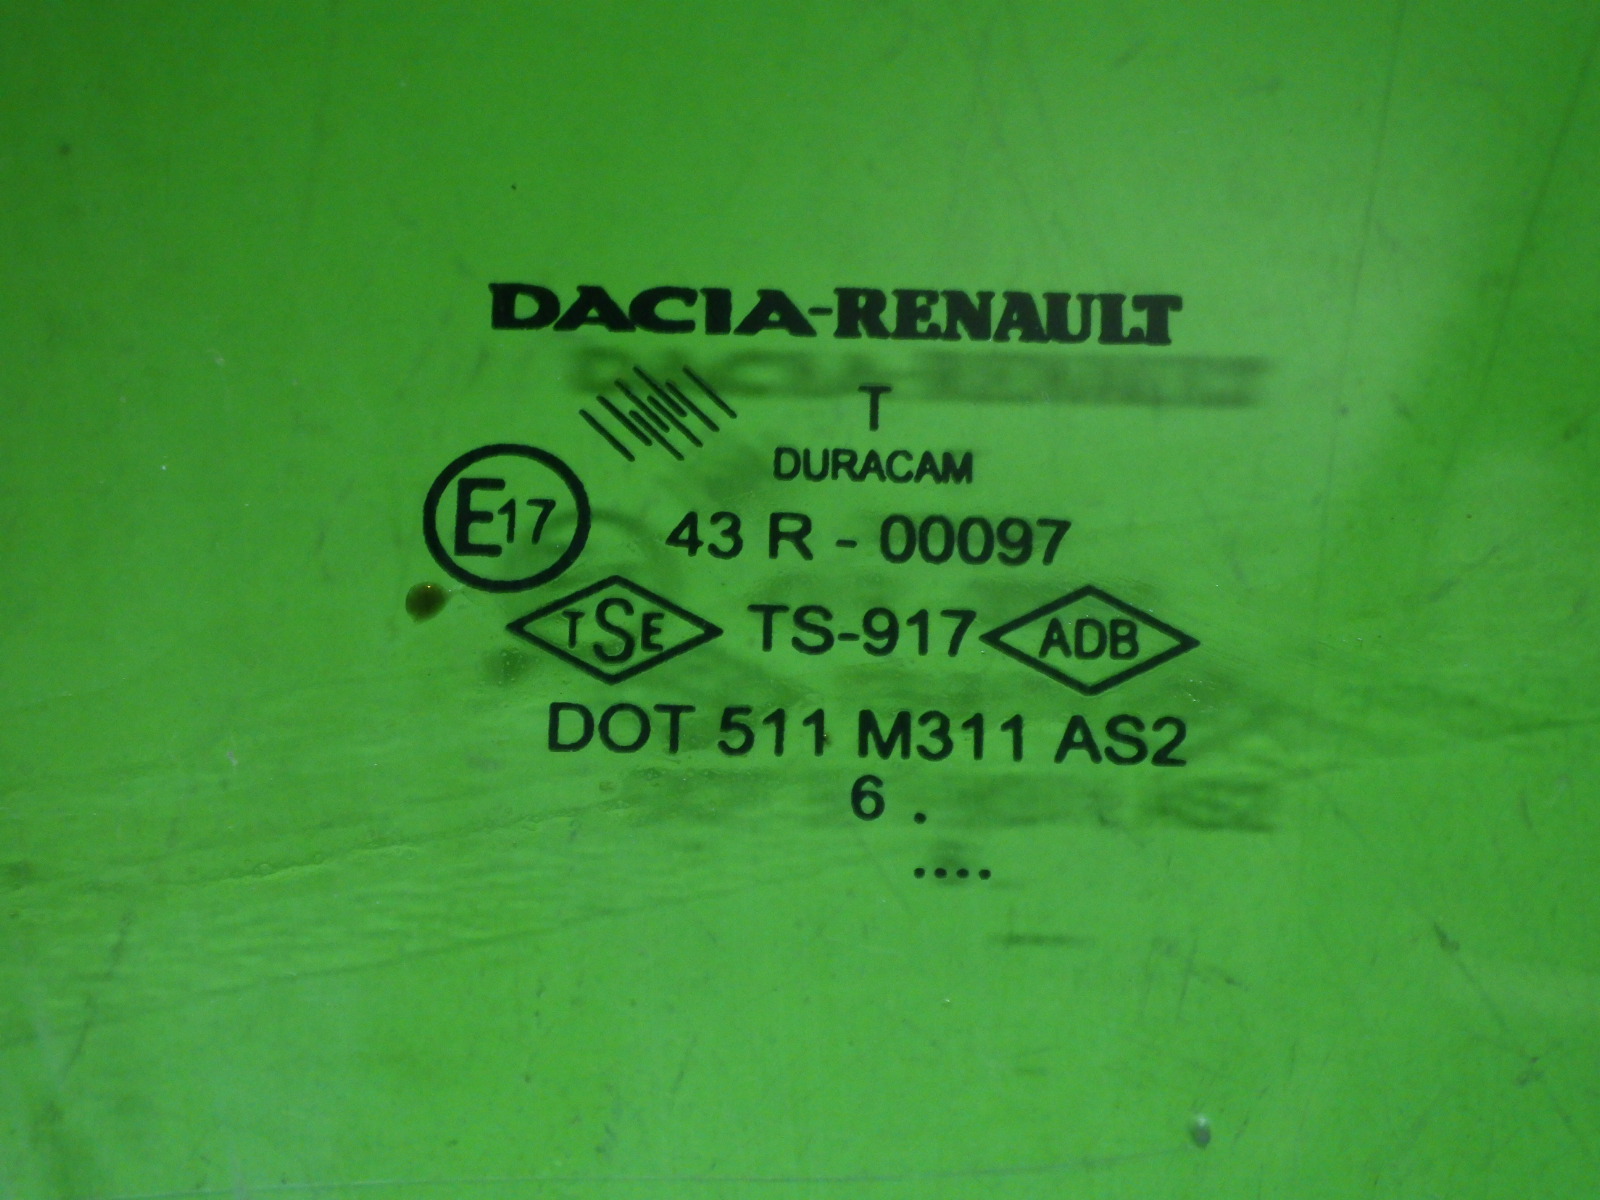 DACIA-RENAULT
T
DURACAM
E17 43 R - 00097
TSE TS-917 ADB
DOT 511 M311 AS2
6 .
....